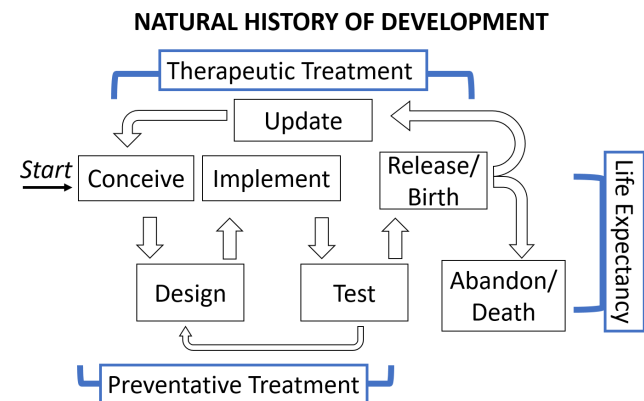 NATURAL HISTORY OF DEVELOPMENT
Therapeutic Treatment
Update
Start
Conceive
Implement
Release/
Birth
Life Expectancy
Design
Test
Abandon/
Death
Preventative Treatment